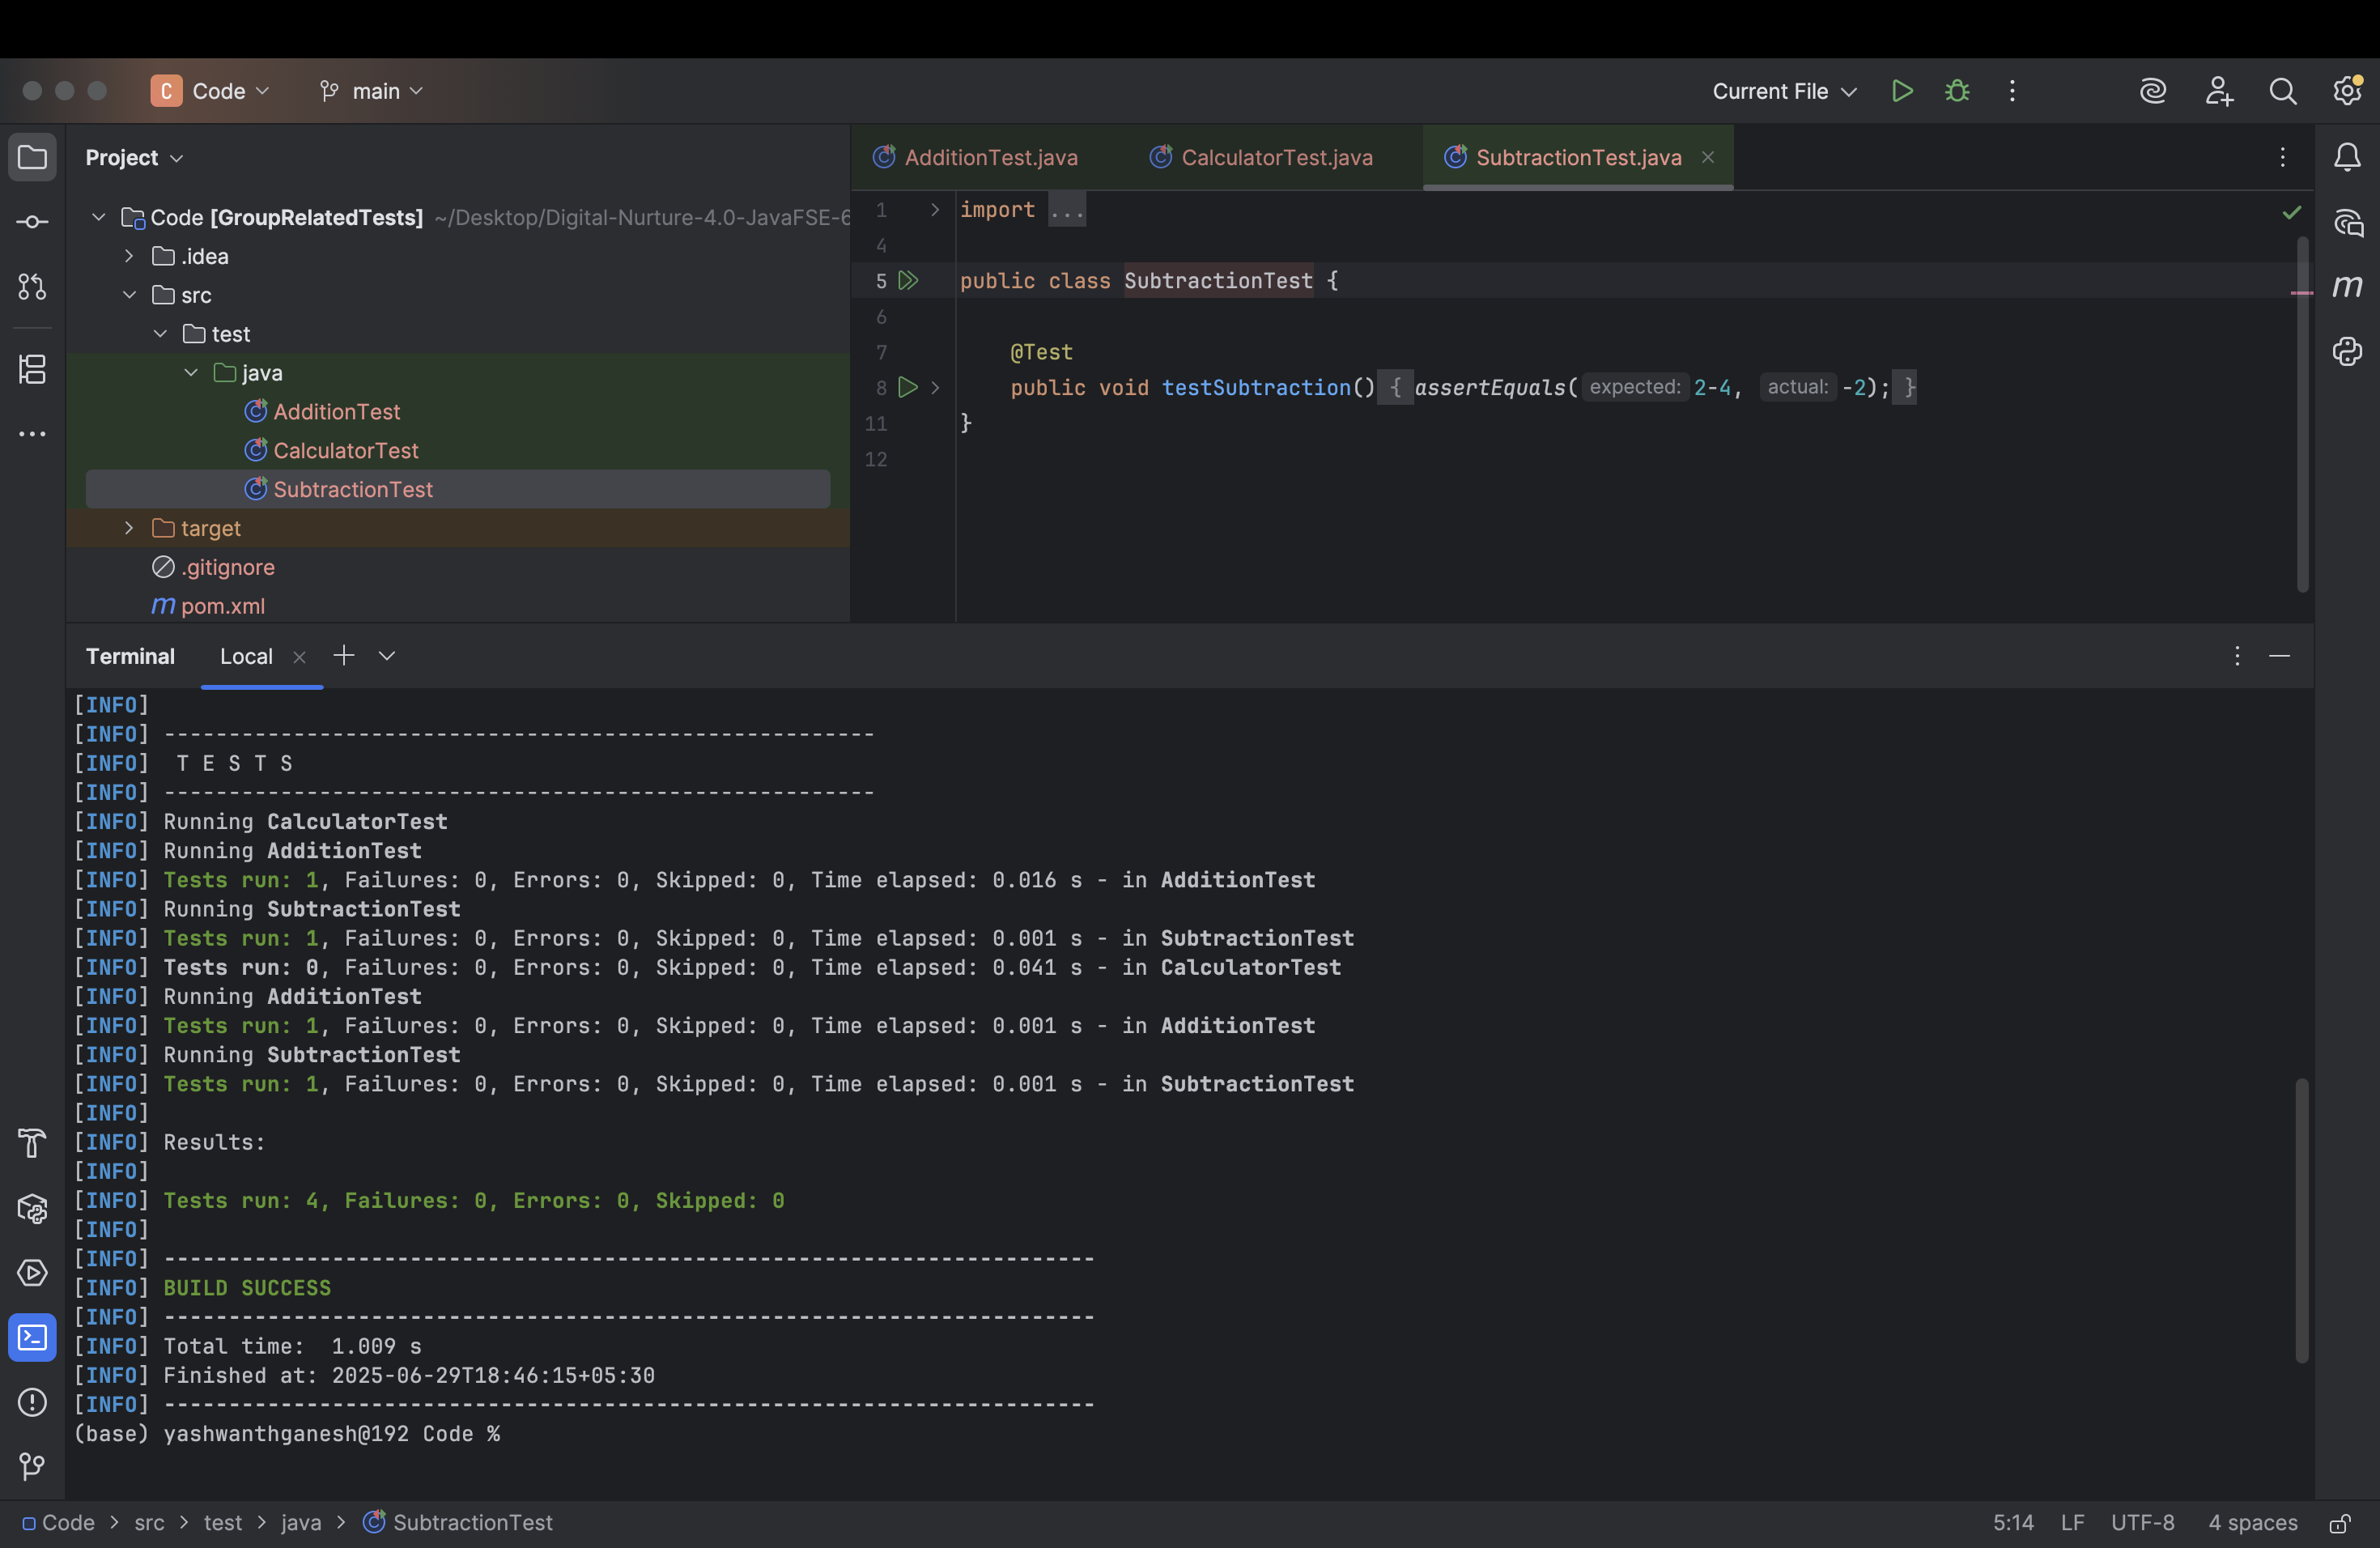 C Code main Current File
Project
AdditionTest.java CalculatorTest.java SubtractionTest.java
Code [GroupRelatedTests] ~/Desktop/Digital-Nurture-4.0-JavaFSE-6
.idea
src
test
java
AdditionTest
CalculatorTest
SubtractionTest
target
.gitignore
m pom.xml
1 import ...
4
5 public class SubtractionTest {
6
7 @Test
8 public void testSubtraction() { assertEquals( expected: 2-4, actual: -2); }
11 }
12
m
Terminal Local
[INFO]
[INFO] -------------------------------------------------------
[INFO]  T E S T S
[INFO] -------------------------------------------------------
[INFO] Running CalculatorTest
[INFO] Running AdditionTest
[INFO] Tests run: 1, Failures: 0, Errors: 0, Skipped: 0, Time elapsed: 0.016 s - in AdditionTest
[INFO] Running SubtractionTest
[INFO] Tests run: 1, Failures: 0, Errors: 0, Skipped: 0, Time elapsed: 0.001 s - in SubtractionTest
[INFO] Tests run: 0, Failures: 0, Errors: 0, Skipped: 0, Time elapsed: 0.041 s - in CalculatorTest
[INFO] Running AdditionTest
[INFO] Tests run: 1, Failures: 0, Errors: 0, Skipped: 0, Time elapsed: 0.001 s - in AdditionTest
[INFO] Running SubtractionTest
[INFO] Tests run: 1, Failures: 0, Errors: 0, Skipped: 0, Time elapsed: 0.001 s - in SubtractionTest
[INFO]
[INFO] Results:
[INFO]
[INFO] Tests run: 4, Failures: 0, Errors: 0, Skipped: 0
[INFO]
[INFO] ------------------------------------------------------------------------
[INFO] BUILD SUCCESS
[INFO] ------------------------------------------------------------------------
[INFO] Total time:  1.009 s
[INFO] Finished at: 2025-06-29T18:46:15+05:30
[INFO] ------------------------------------------------------------------------
(base) yashwanthganesh@192 Code %
Code > src > test > java > SubtractionTest 5:14 LF UTF-8 4 spaces